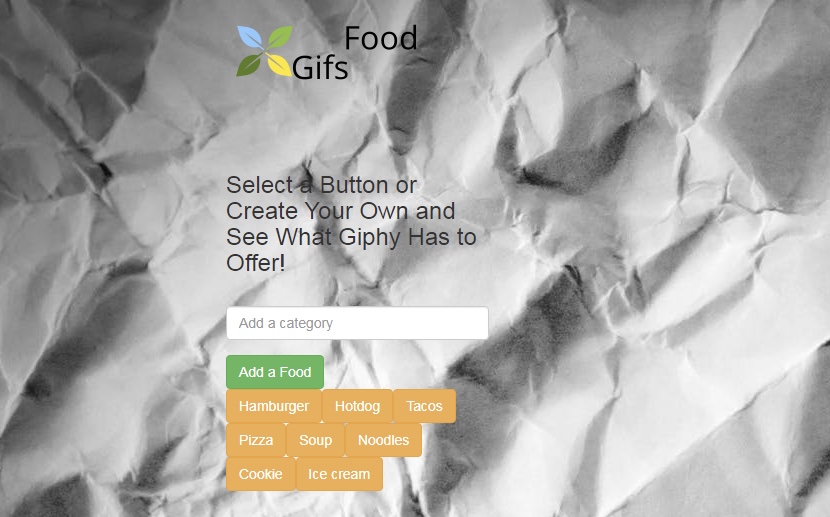 Food
Gifs
Select a Button or
Create Your Own and
See What Giphy Has to
Offer!
Add a category
Add a Food
Hamburger Hotdog Tacos
Pizza Soup Noodles
Cookie Ice cream